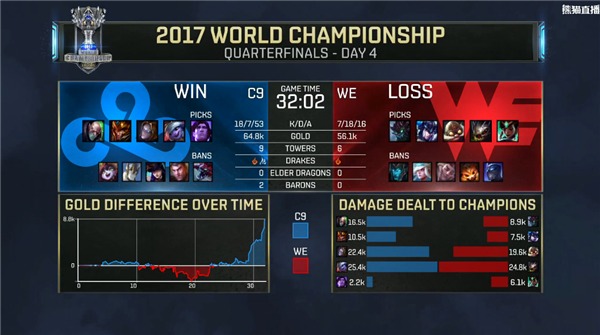 熊猫直播
2017 WORLD CHAMPIONSHIP
QUARTERFINALS - DAY 4
CHAMPIONSHIP
WIN C9 GAME TIME WE LOSS
32:02
PICKS 18/7/53 K/D/A 7/18/16 PICKS
64.8k GOLD 56.1k
9 TOWERS 6
BANS DRAKES BANS
0 ELDER DRAGONS 0
2 BARONS 0
GOLD DIFFERENCE OVER TIME
8.8k
0
0 10 20 30
C9
WE
DAMAGE DEALT TO CHAMPIONS
16.5k 8.9k
10.5k 7.5k
22.4k 19.6k
25.4k 24.8k
2.2k 6.1k